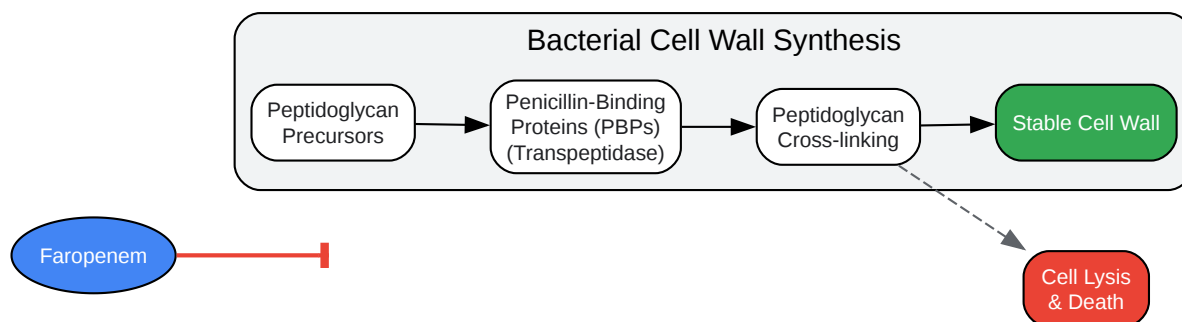 Bacterial Cell Wall Synthesis
Peptidoglycan
Precursors
Penicillin-Binding
Proteins (PBPs)
(Transpeptidase)
Peptidoglycan
Cross-linking
Stable Cell Wall
Faropenem
Cell Lysis
& Death